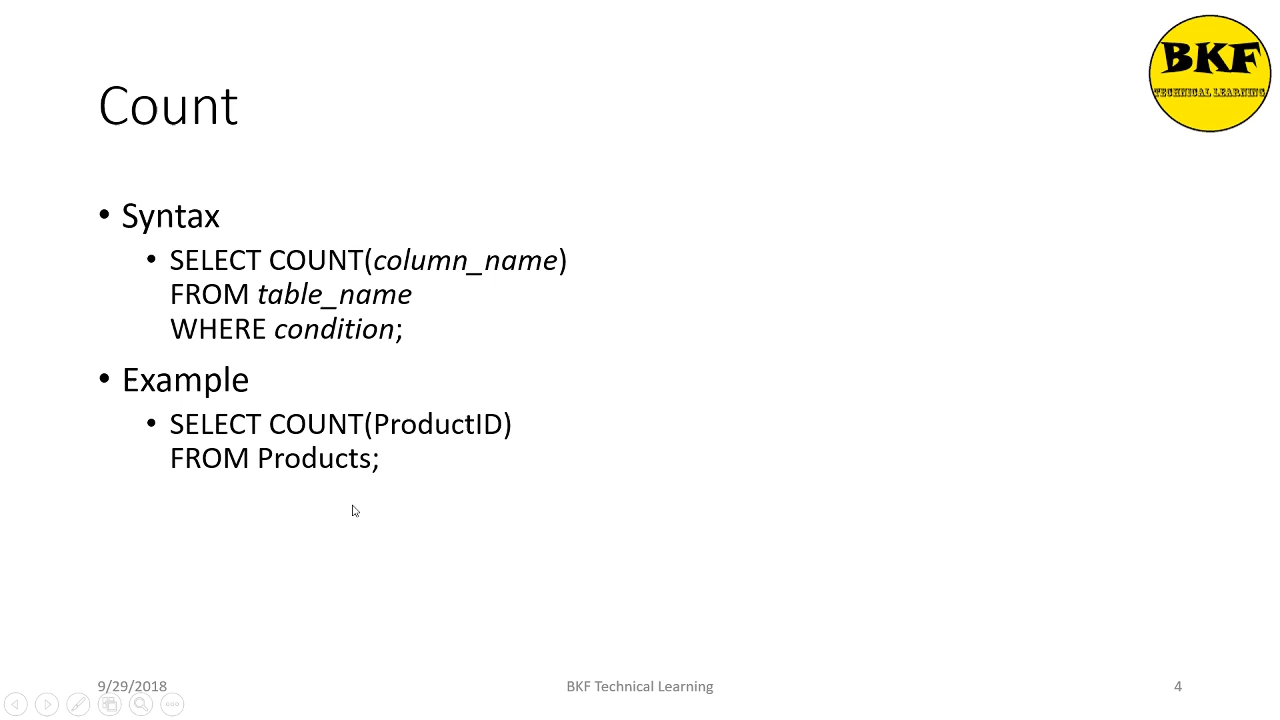 BKF
TECHNICAL LEARNING
Count
• Syntax
• SELECT COUNT(column_name)
FROM table_name
WHERE condition;
• Example
• SELECT COUNT(ProductID)
FROM Products;
9/29/2018
BKF Technical Learning
4